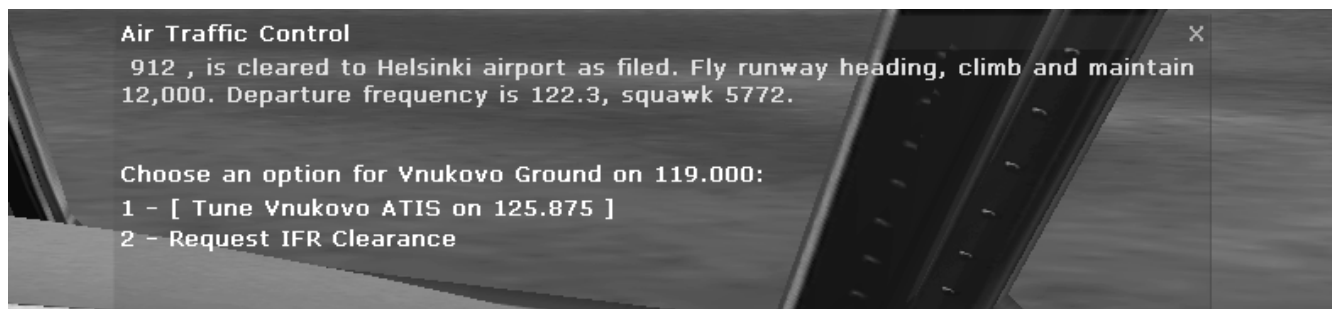 Air Traffic Control
X
912 , is cleared to Helsinki airport as filed. Fly runway heading, climb and maintain
12,000. Departure frequency is 122.3, squawk 5772.
Choose an option for Vnukovo Ground on 119.000:
1 - [ Tune Vnukovo ATIS on 125.875 ]
2 - Request IFR Clearance